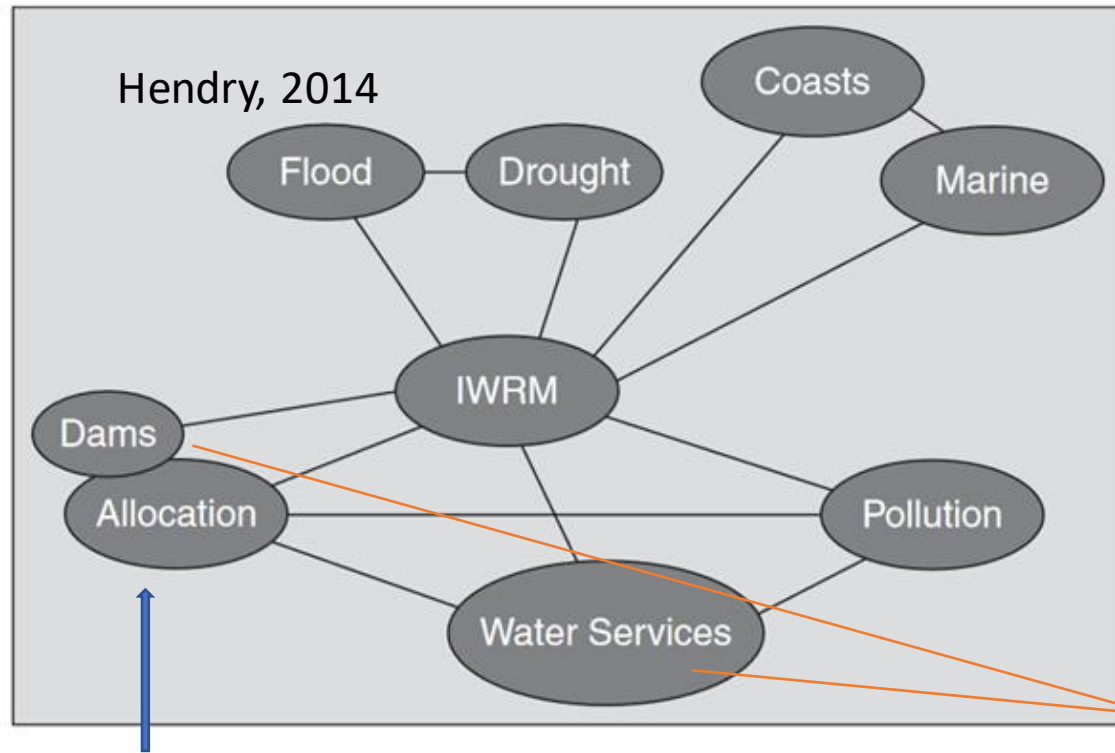 Hendry, 2014
Coasts
Flood
Drought
Marine
IWRM
Dams
Allocation
Pollution
Water Services